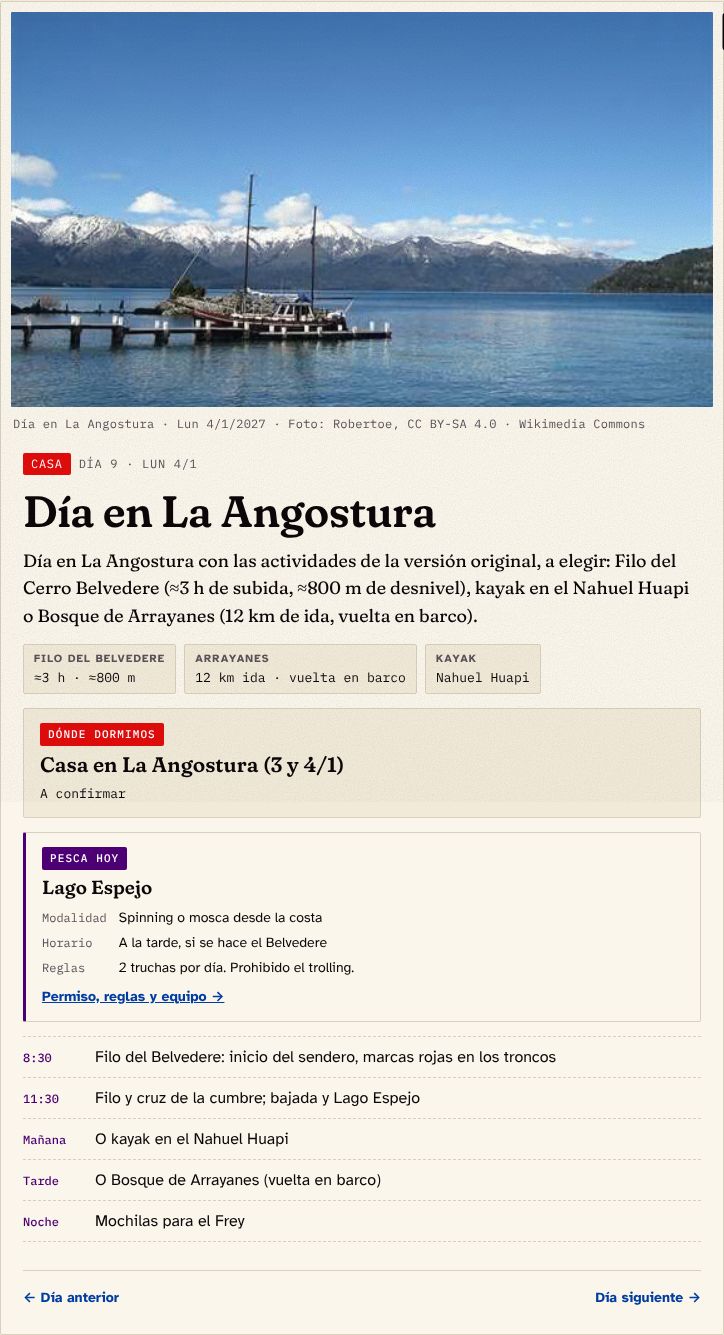 Día en La Angostura · Lun 4/1/2027 · Foto: Robertoe, CC BY-SA 4.0 · Wikimedia Commons
CASA DÍA 9 · LUN 4/1
Día en La Angostura
Día en La Angostura con las actividades de la versión original, a elegir: Filo del
Cerro Belvedere (≈3 h de subida, ≈800 m de desnivel), kayak en el Nahuel Huapi
o Bosque de Arrayanes (12 km de ida, vuelta en barco).
FILO DEL BELVEDERE
≈3 h · ≈800 m
ARRAYANES
12 km ida · vuelta en barco
KAYAK
Nahuel Huapi
DÓNDE DORMIMOS
Casa en La Angostura (3 y 4/1)
A confirmar
PESCA HOY
Lago Espejo
Modalidad Spinning o mosca desde la costa
Horario A la tarde, si se hace el Belvedere
Reglas 2 truchas por día. Prohibido el trolling.
Permiso, reglas y equipo →
8:30 Filo del Belvedere: inicio del sendero, marcas rojas en los troncos
11:30 Filo y cruz de la cumbre; bajada y Lago Espejo
Mañana O kayak en el Nahuel Huapi
Tarde O Bosque de Arrayanes (vuelta en barco)
Noche Mochilas para el Frey
← Día anterior Día siguiente →